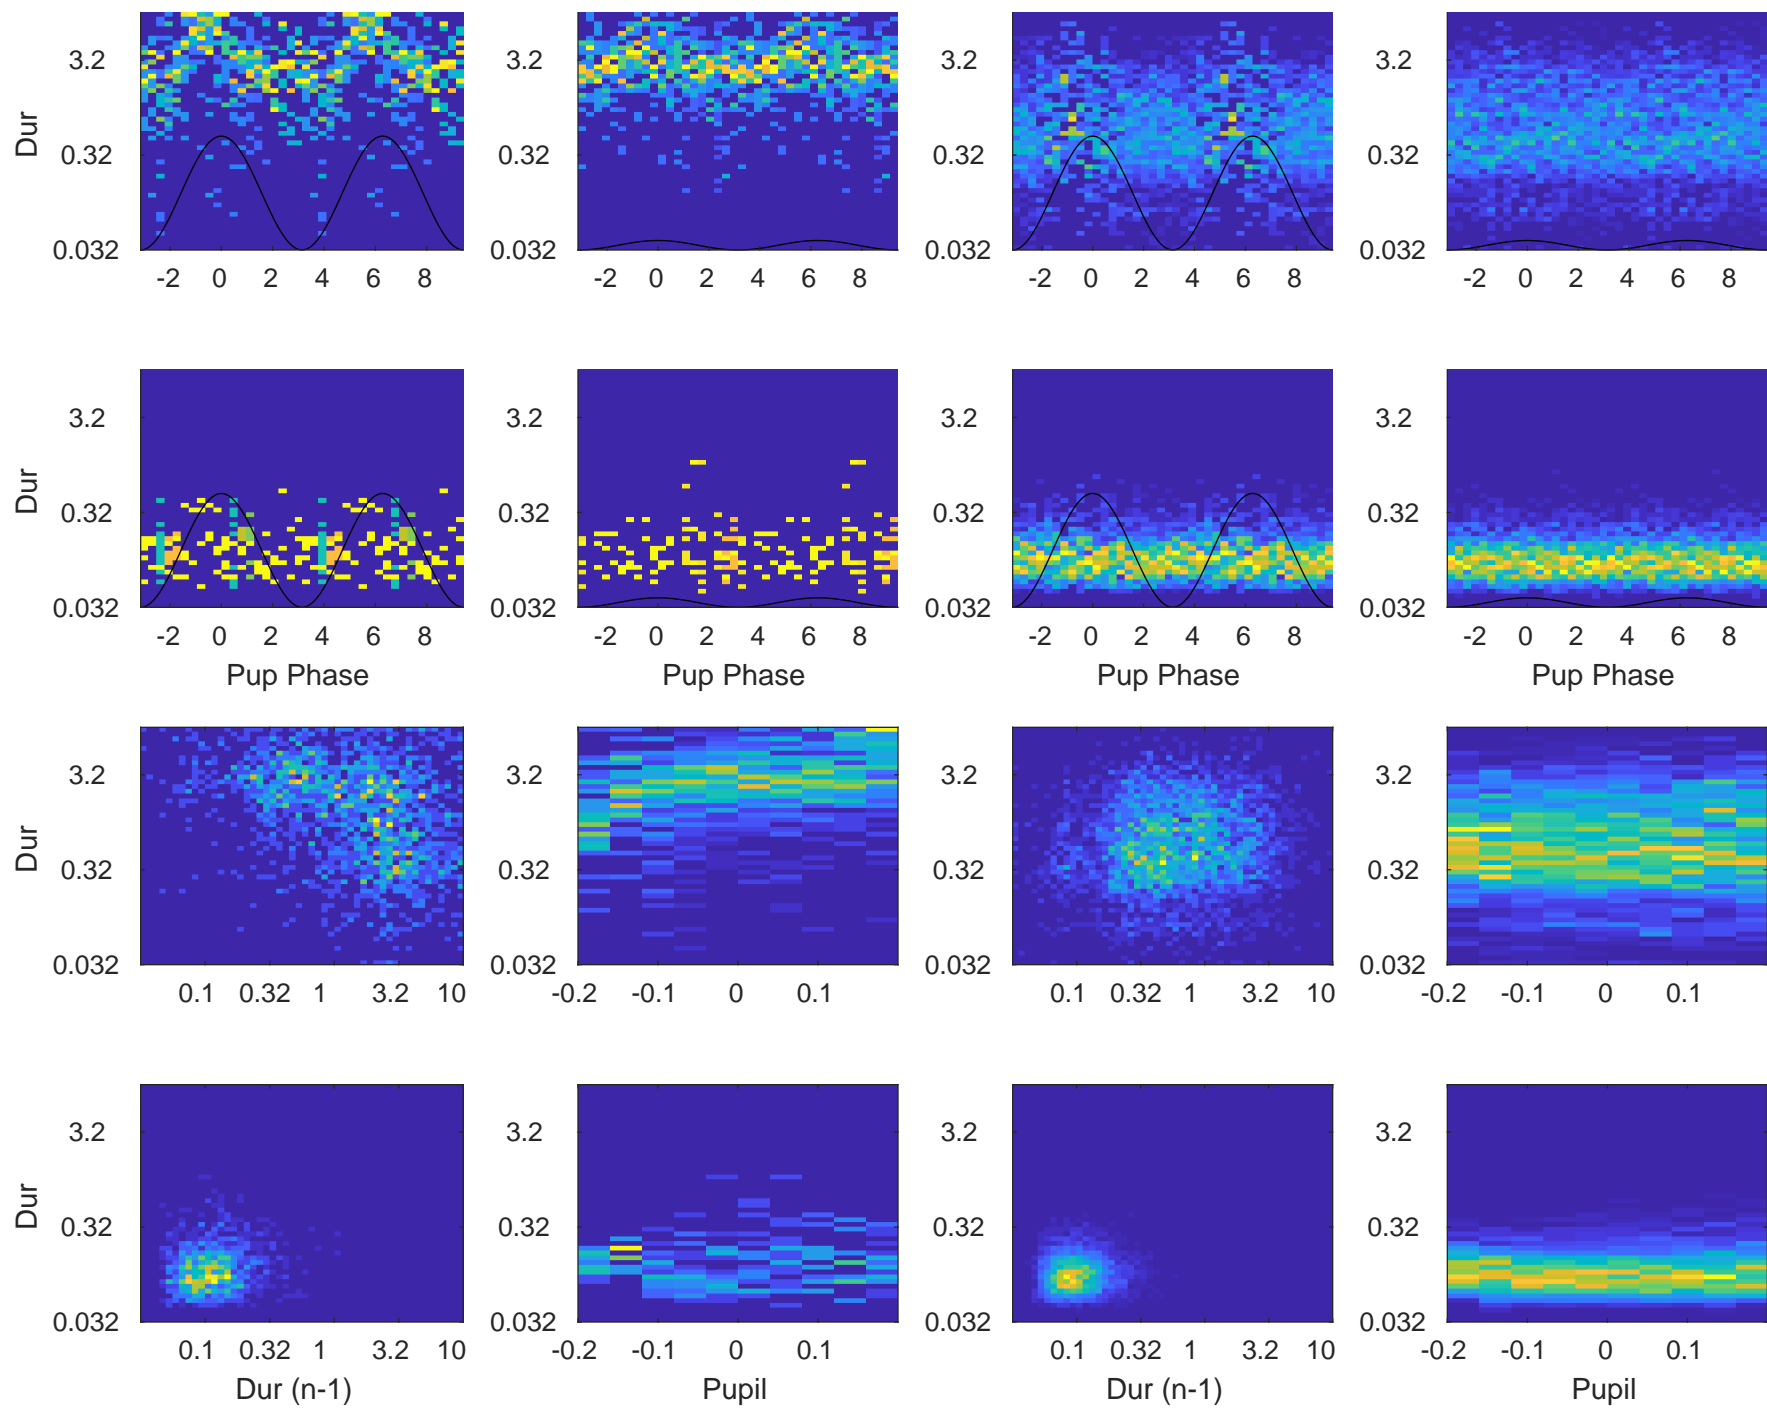 Dur
3.2 3.2 3.2 3.2
0.32 0.32 0.32 0.32
0.032 0.032 0.032 0.032
-2 0 2 4 6 8 -2 0 2 4 6 8 -2 0 2 4 6 8 -2 0 2 4 6 8
Dur
3.2 3.2 3.2 3.2
0.32 0.32 0.32 0.32
0.032 0.032 0.032 0.032
-2 0 2 4 6 8 -2 0 2 4 6 8 -2 0 2 4 6 8 -2 0 2 4 6 8
Pup Phase Pup Phase Pup Phase Pup Phase
Dur
3.2 3.2 3.2 3.2
0.32 0.32 0.32 0.32
0.032 0.032 0.032 0.032
0.1 0.32 1 3.2 10 -0.2 -0.1 0 0.1 0.1 0.32 1 3.2 10 -0.2 -0.1 0 0.1
Dur
3.2 3.2 3.2 3.2
0.32 0.32 0.32 0.32
0.032 0.032 0.032 0.032
0.1 0.32 1 3.2 10 -0.2 -0.1 0 0.1 0.1 0.32 1 3.2 10 -0.2 -0.1 0 0.1
Dur (n-1) Pupil Dur (n-1) Pupil